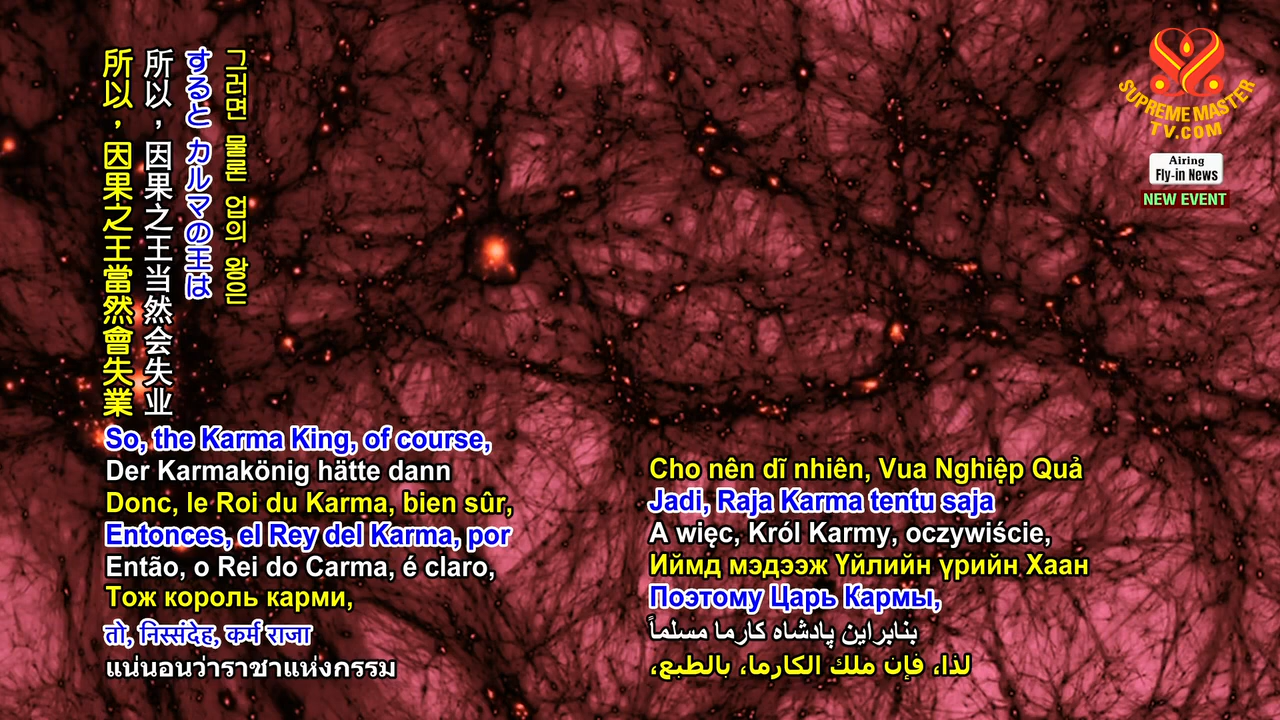 所以，因果之王當然會失業
所以，因果之王当然会失业
すると カルマの王は
그러면 물론 업의 왕은
So, the Karma King, of course,
Der Karmakönig hätte dann
Donc, le Roi du Karma, bien sûr,
Entonces, el Rey del Karma, por
Então, o Rei do Carma, é claro,
Тож король карми,
तो, निस्संदेह, कर्म राजा
แน่นอนว่าราชาแห่งกรรม
Cho nên dĩ nhiên, Vua Nghiệp Quả
Jadi, Raja Karma tentu saja
A więc, Król Karmy, oczywiście,
Иймд мэдээж Үйлийн үрийн Хаан
Поэтому Царь Кармы,
بنابراین پادشاه کارما مسلماً
لذا، فإن ملك الكارما، بالطبع،
SUPREME MASTER
TV.COM
Airing
Fly-in News
NEW EVENT